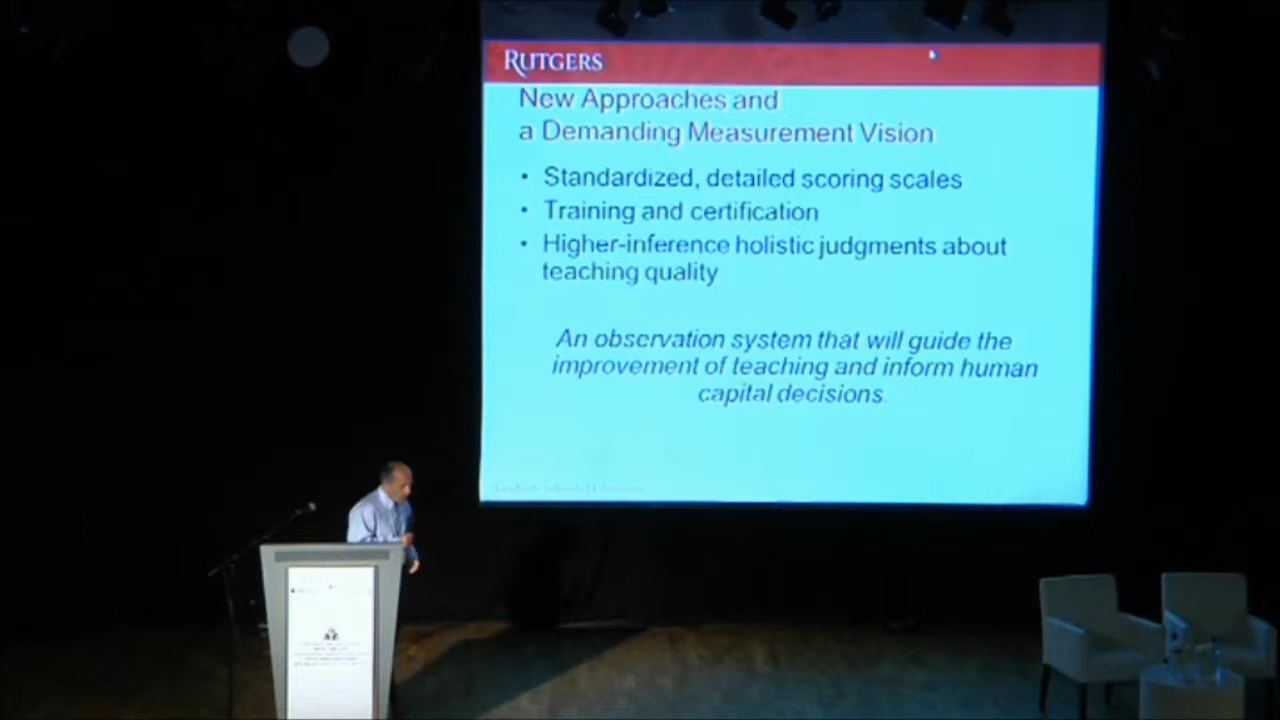 RUTGERS
New Approaches and
a Demanding Measurement Vision
• Standardized, detailed scoring scales
• Training and certification
• Higher-inference holistic judgments about
teaching quality
An observation system that will guide the
improvement of teaching and inform human
capital decisions.